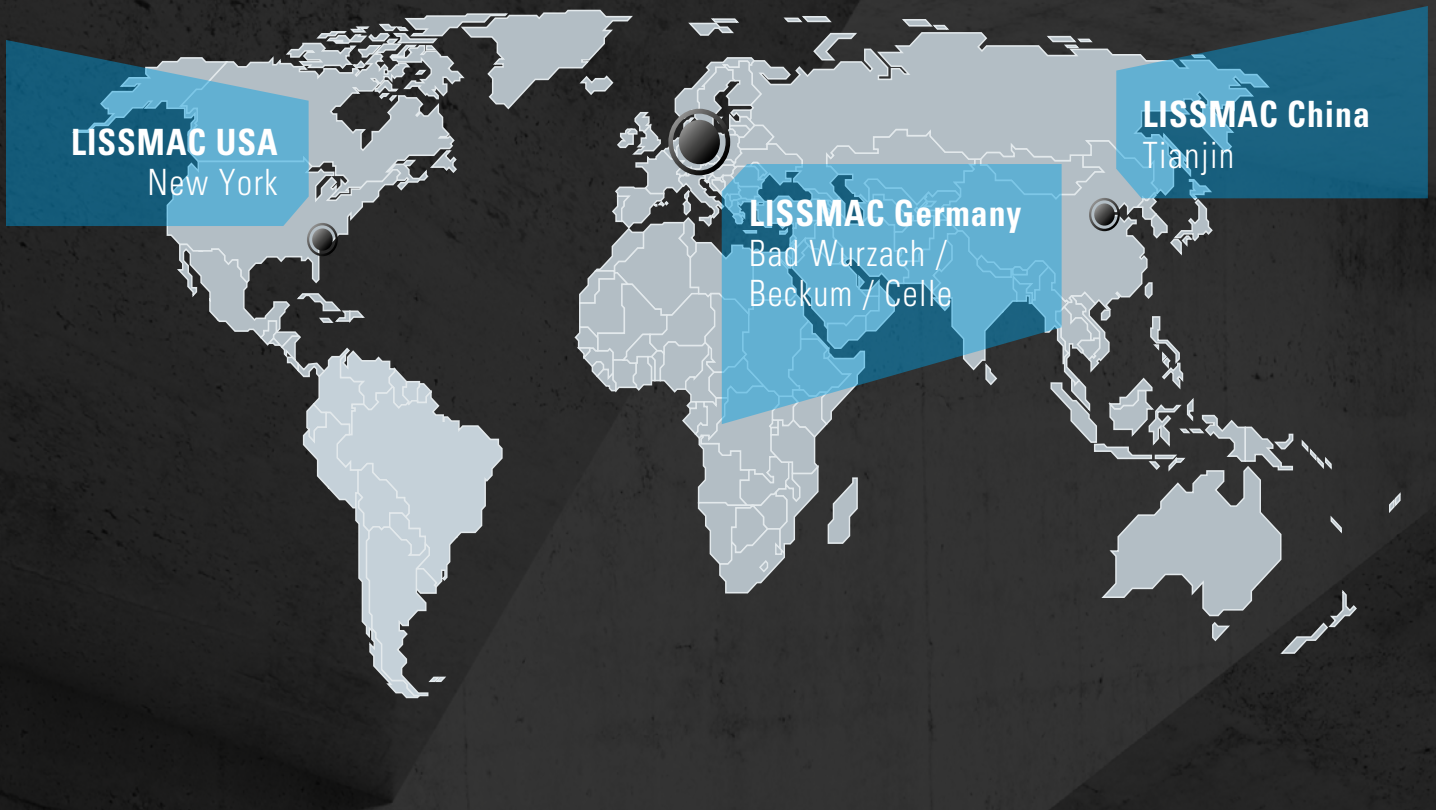 LISSMAC USA
New York
LISSMAC Germany
Bad Wurzach /
Beckum / Celle
LISSMAC China
Tianjin